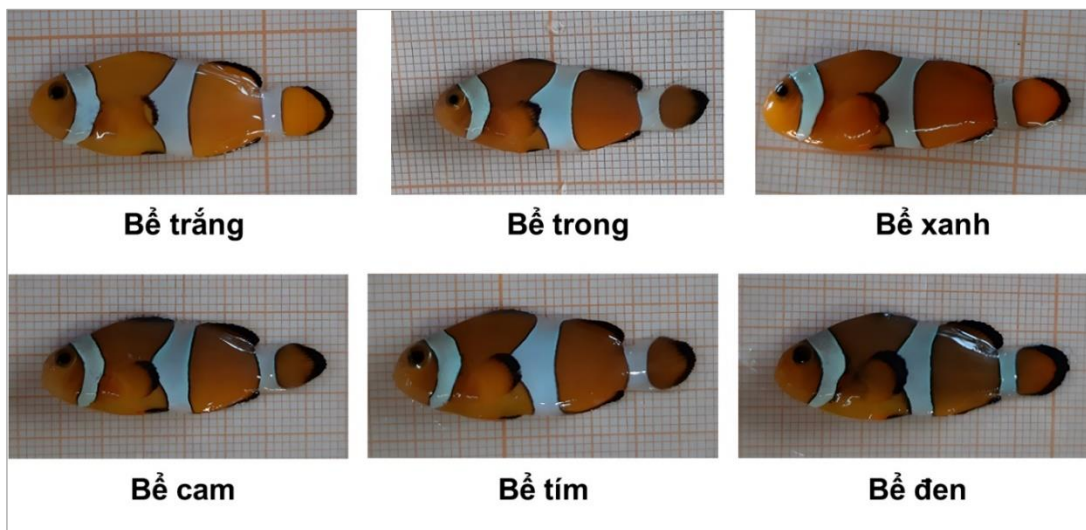 Bể trắng
Bể trong
Bể xanh
Bể cam
Bể tím
Bể đen